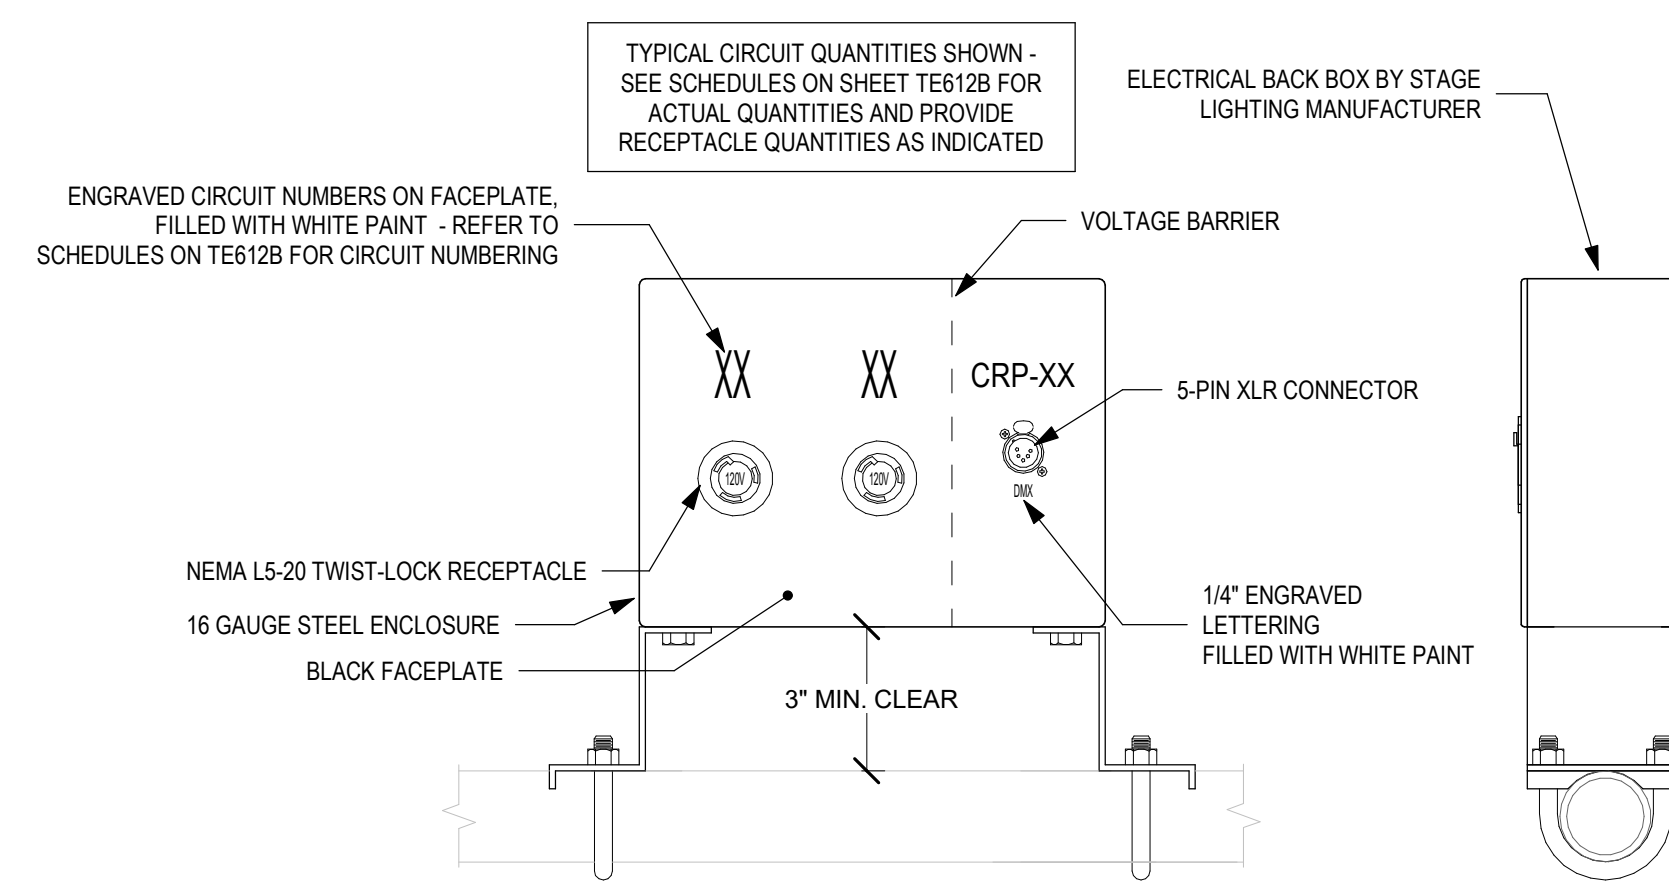 TYPICAL CIRCUIT QUANTITIES SHOWN -
SEE SCHEDULES ON SHEET TE612B FOR
ACTUAL QUANTITIES AND PROVIDE
RECEPTACLE QUANTITIES AS INDICATED
ELECTRICAL BACK BOX BY STAGE
LIGHTING MANUFACTURER
ENGRAVED CIRCUIT NUMBERS ON FACEPLATE,
FILLED WITH WHITE PAINT - REFER TO
SCHEDULES ON TE612B FOR CIRCUIT NUMBERING
VOLTAGE BARRIER
XX
XX
CRP-XX
5-PIN XLR CONNECTOR
120V
120V
DMX
NEMA L5-20 TWIST-LOCK RECEPTACLE
16 GAUGE STEEL ENCLOSURE
BLACK FACEPLATE
1/4" ENGRAVED
LETTERING
FILLED WITH WHITE PAINT
3" MIN. CLEAR